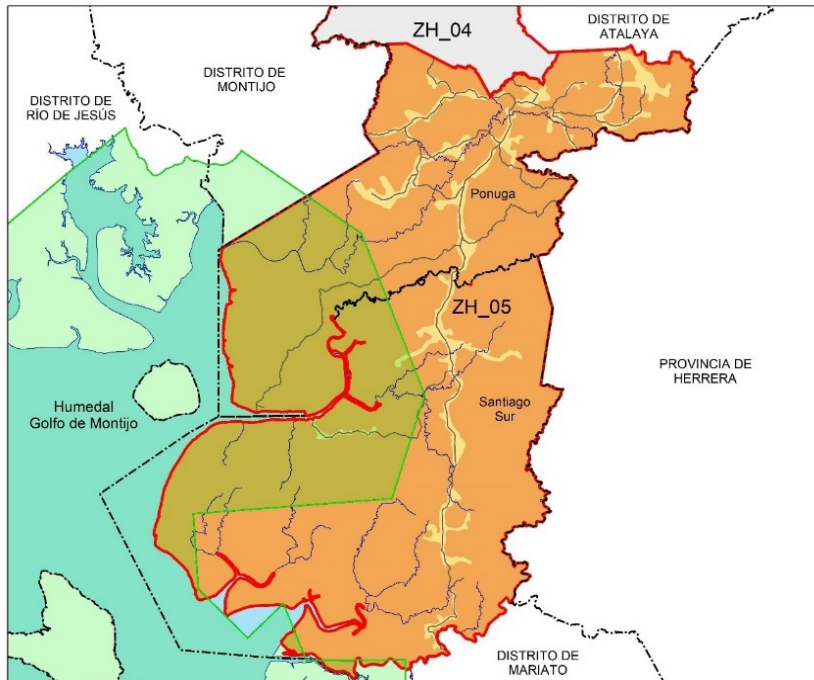 ZH_04
DISTRITO DE
ATALAYA
DISTRITO DE
MONTIJO
DISTRITO DE
RÍO DE JESÚS
Ponuga
ZH_05
PROVINCIA DE
HERRERA
Humedal
Golfo de Montijo
Santiago
Sur
DISTRITO DE
MARIATO